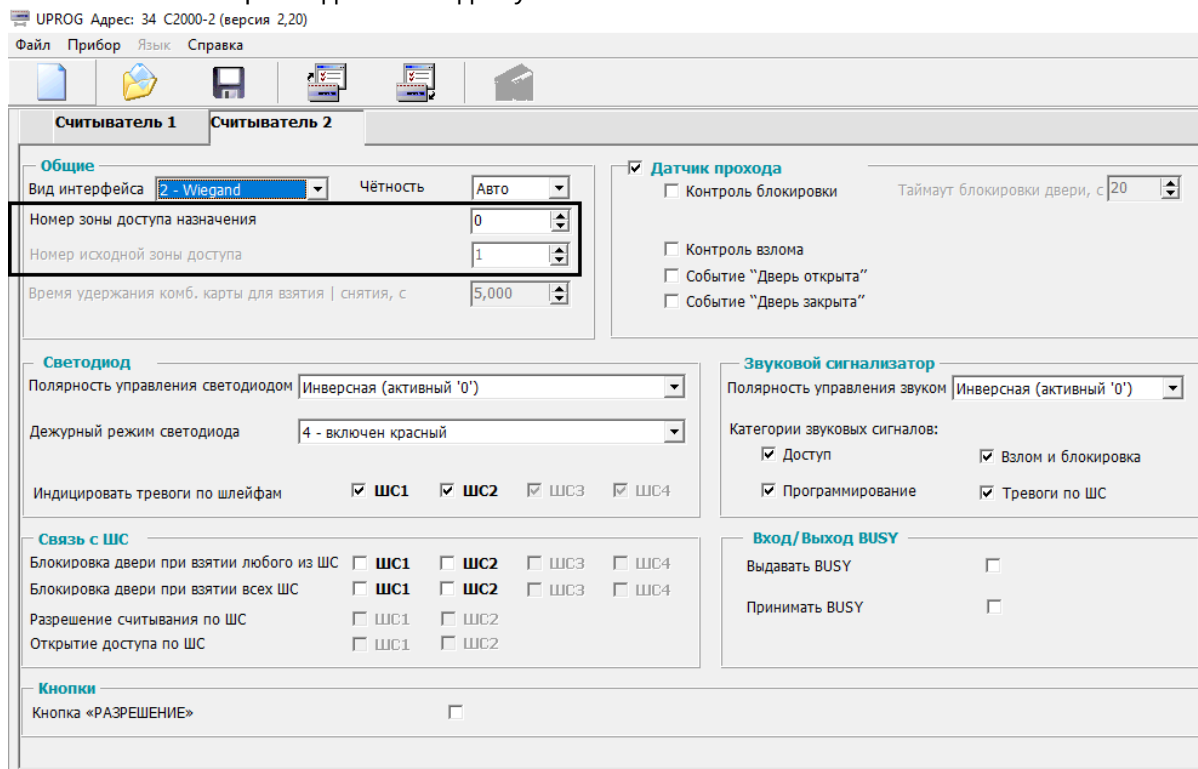 UPROG Адрес: 34 С2000-2 (версия 2,20)
Файл Прибор Язык Справка
Считыватель 1 Считыватель 2
Общие
Вид интерфейса 2 - Wiegand Чётность Авто
Номер зоны доступа назначения 0
Номер исходной зоны доступа 1
Время удержания комб. карты для взятия | снятия, с 5,000
Датчик прохода
Контроль блокировки Таймаут блокировки двери, с 20
Контроль взлома
Событие "Дверь открыта"
Событие "Дверь закрыта"
Светодиод
Полярность управления светодиодом Инверсная (активный '0')
Дежурный режим светодиода 4 - включен красный
Индицировать тревоги по шлейфам ШС1 ШС2 ШС3 ШС4
Звуковой сигнализатор
Полярность управления звуком Инверсная (активный '0')
Категории звуковых сигналов:
Доступ Взлом и блокировка
Программирование Тревоги по ШС
Связь с ШС
Блокировка двери при взятии любого из ШС ШС1 ШС2 ШС3 ШС4
Блокировка двери при взятии всех ШС ШС1 ШС2 ШС3 ШС4
Разрешение считывания по ШС ШС1 ШС2
Открытие доступа по ШС ШС1 ШС2
Вход/Выход BUSY
Выдавать BUSY
Принимать BUSY
Кнопки
Кнопка «РАЗРЕШЕНИЕ»